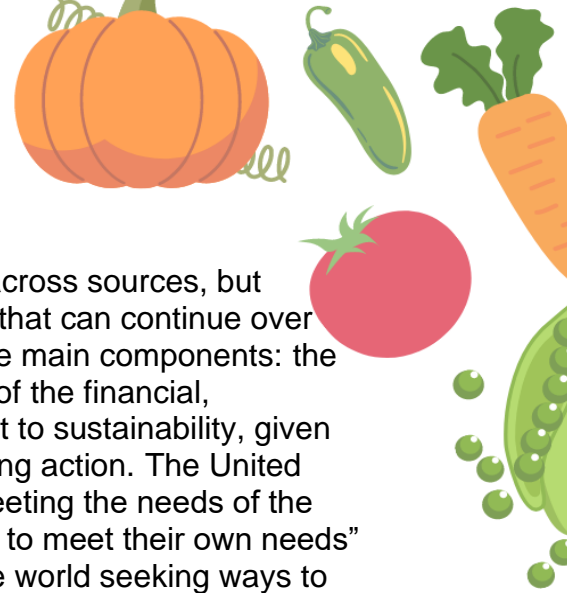 across sources, but
that can continue over
e main components: the
of the financial,
t to sustainability, given
ng action. The United
eeting the needs of the
to meet their own needs”
e world seeking ways to